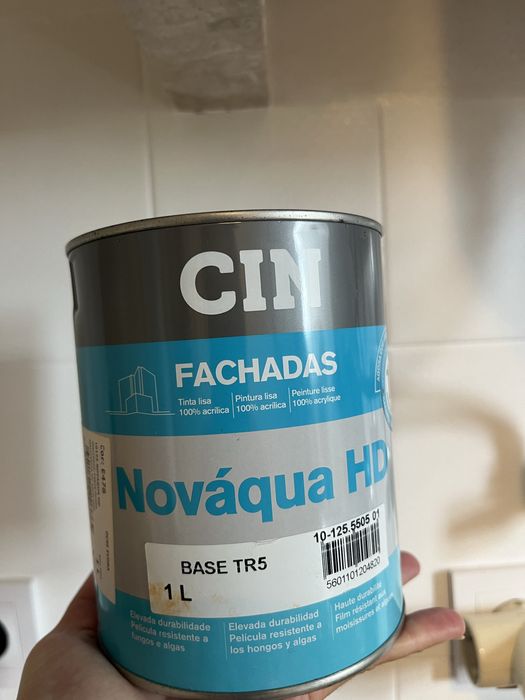 CIN
FACHADAS
Tinta lisa
100% acrílica
Pintura lisa
100% acrílica
Peinture lisse
100% acrylique
Nováqua HD
10-125.5505 01
BASE TR5
1 L
5601101204820
Cor: E476
Elevada durabilidade
Película resistente a
fungos e algas
Elevada durabilidad
Película resistente a
los hongos y algas
Haute durabilité
Film résistant aux
moisissures et algues